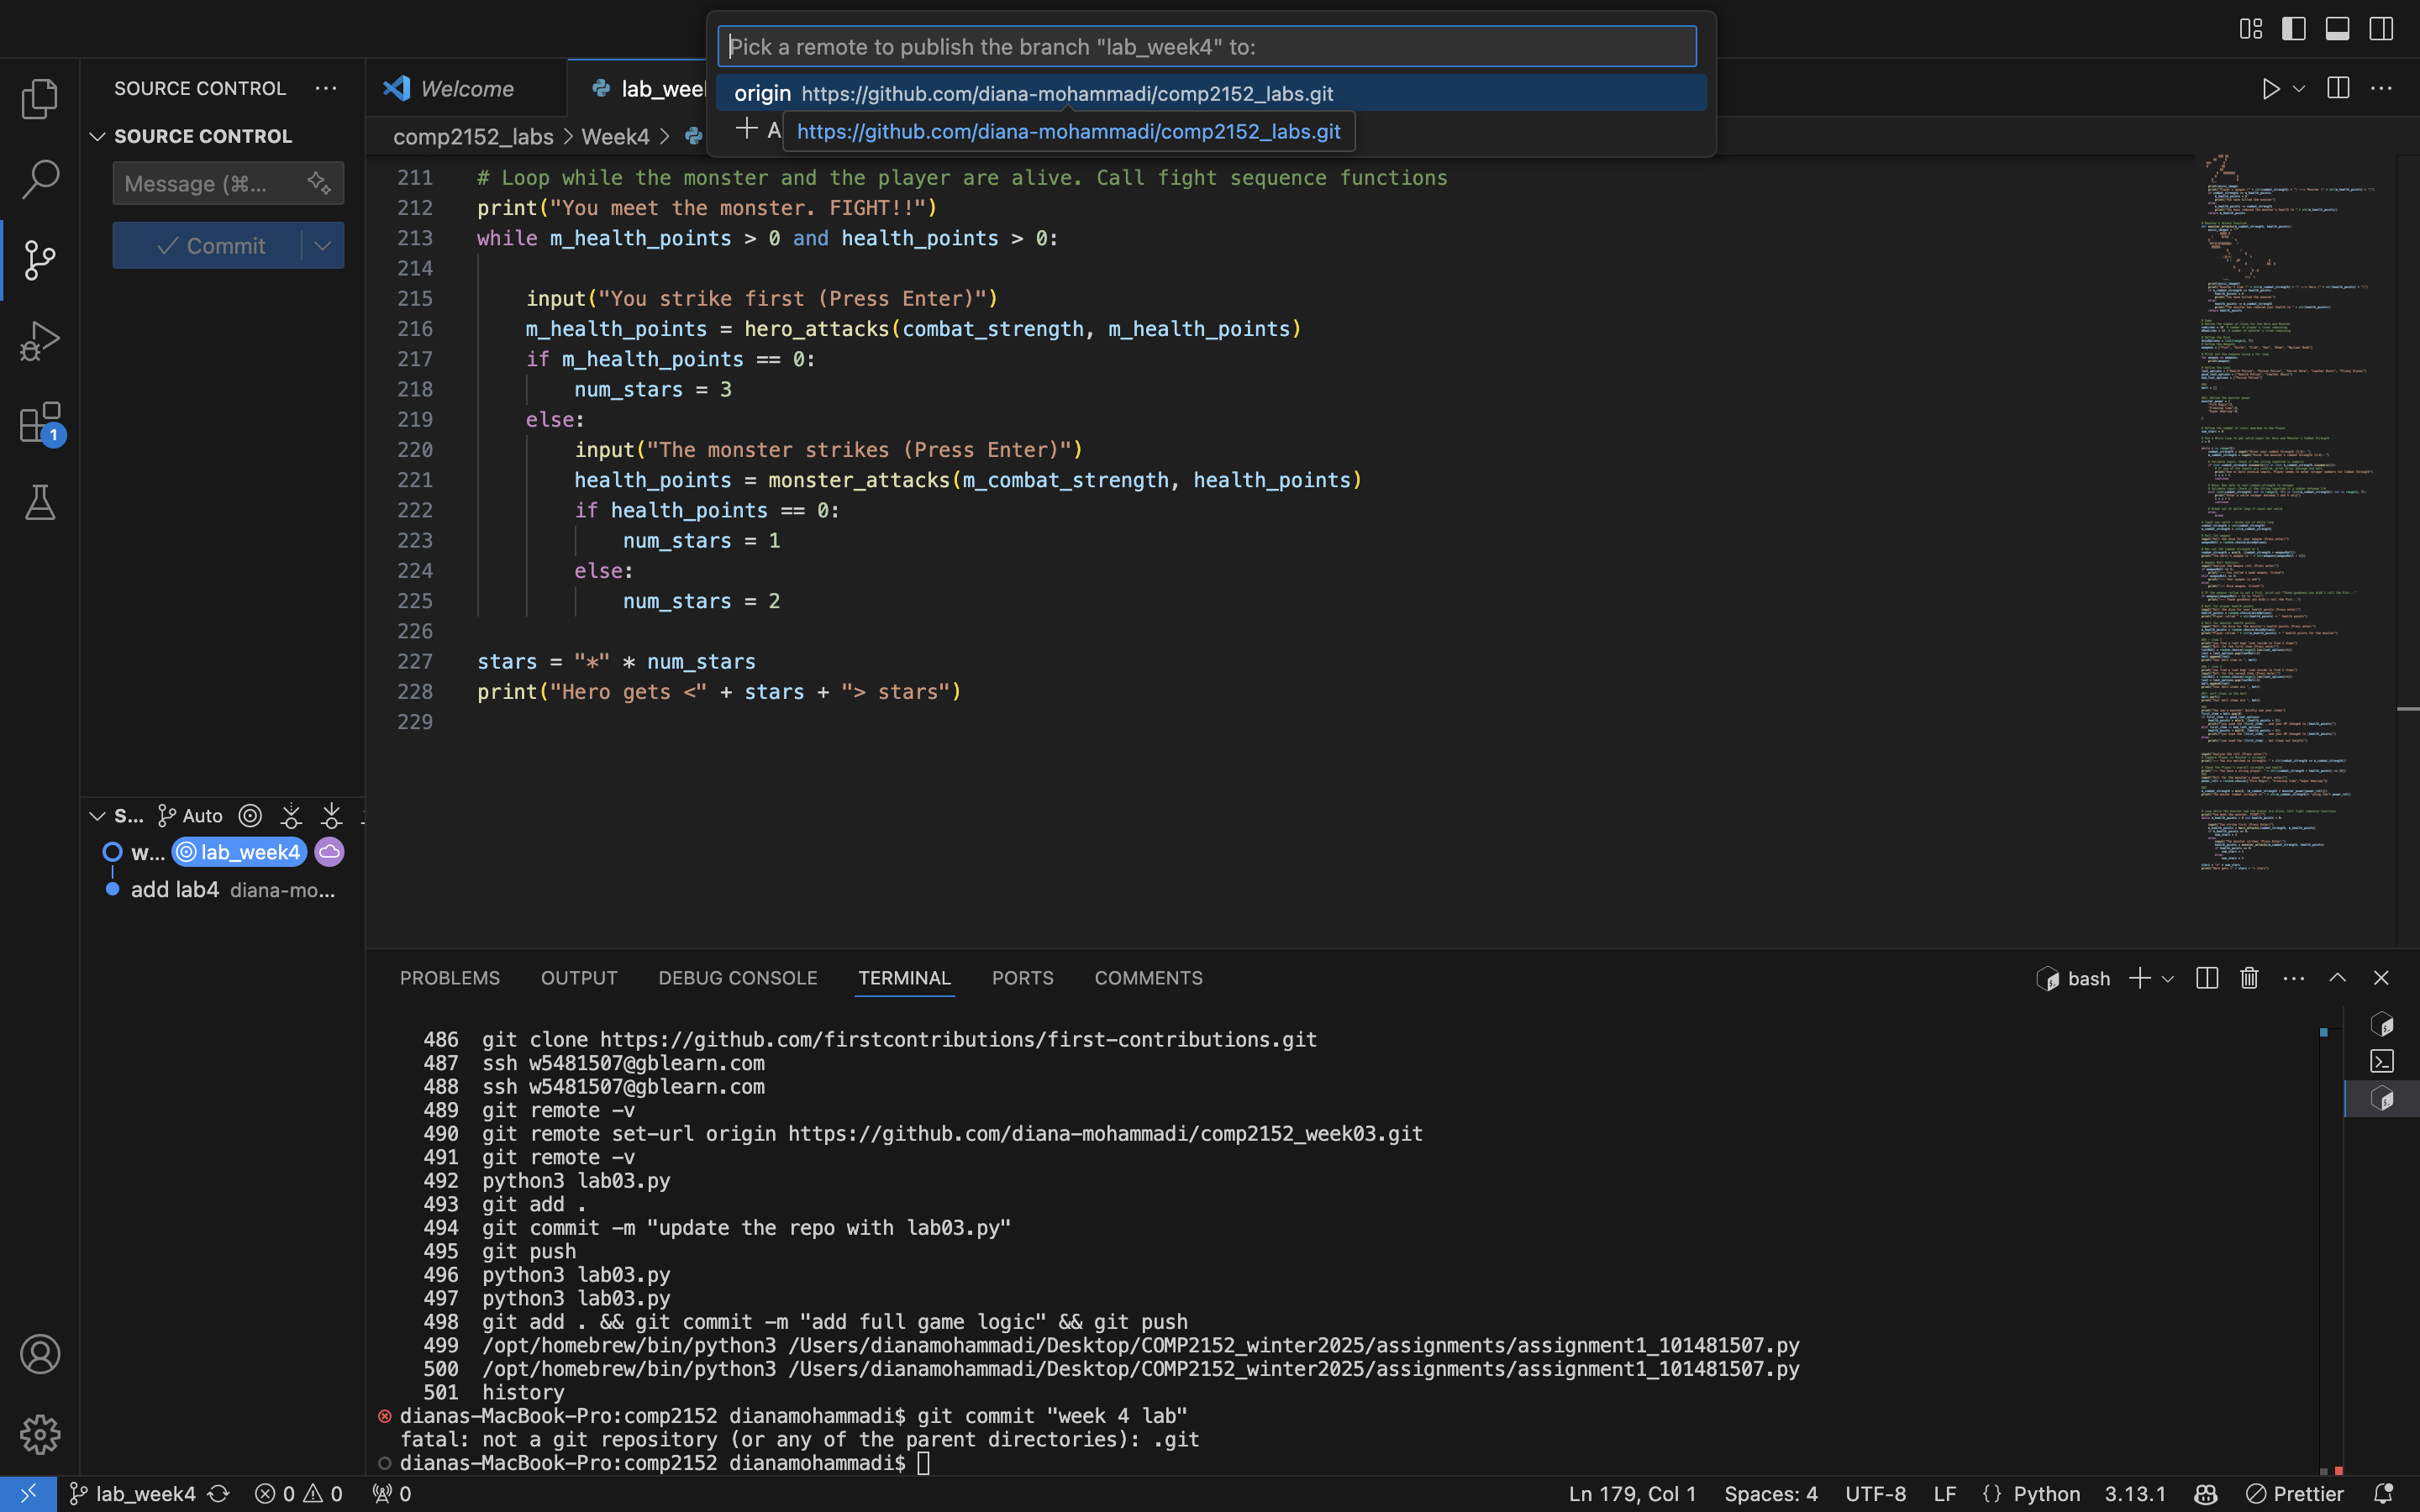 Pick a remote to publish the branch "lab_week4" to:
origin https://github.com/diana-mohammadi/comp2152_labs.git
A
https://github.com/diana-mohammadi/comp2152_labs.git
SOURCE CONTROL ...
SOURCE CONTROL
Message (⌘...
Commit
Welcome
lab_wee
comp2152_labs > Week4 >
211 # Loop while the monster and the player are alive. Call fight sequence functions
212 print("You meet the monster. FIGHT!!")
213 while m_health_points > 0 and health_points > 0:
214
215 input("You strike first (Press Enter)")
216 m_health_points = hero_attacks(combat_strength, m_health_points)
217 if m_health_points == 0:
218 num_stars = 3
219 else:
220 input("The monster strikes (Press Enter)")
221 health_points = monster_attacks(m_combat_strength, health_points)
222 if health_points == 0:
223 num_stars = 1
224 else:
225 num_stars = 2
226
227 stars = "*" * num_stars
228 print("Hero gets <" + stars + "> stars")
229
1
S... Auto
w... lab_week4
add lab4 diana-mo...
PROBLEMS OUTPUT DEBUG CONSOLE TERMINAL PORTS COMMENTS
bash
486 git clone https://github.com/firstcontributions/first-contributions.git
487 ssh w5481507@gblearn.com
488 ssh w5481507@gblearn.com
489 git remote -v
490 git remote set-url origin https://github.com/diana-mohammadi/comp2152_week03.git
491 git remote -v
492 python3 lab03.py
493 git add .
494 git commit -m "update the repo with lab03.py"
495 git push
496 python3 lab03.py
497 python3 lab03.py
498 git add . && git commit -m "add full game logic" && git push
499 /opt/homebrew/bin/python3 /Users/dianamohammadi/Desktop/COMP2152_winter2025/assignments/assignment1_101481507.py
500 /opt/homebrew/bin/python3 /Users/dianamohammadi/Desktop/COMP2152_winter2025/assignments/assignment1_101481507.py
501 history
dianas-MacBook-Pro:comp2152 dianamohammadi$ git commit "week 4 lab"
fatal: not a git repository (or any of the parent directories): .git
dianas-MacBook-Pro:comp2152 dianamohammadi$
lab_week4 0 0 0
Ln 179, Col 1 Spaces: 4 UTF-8 LF {} Python 3.13.1 Prettier